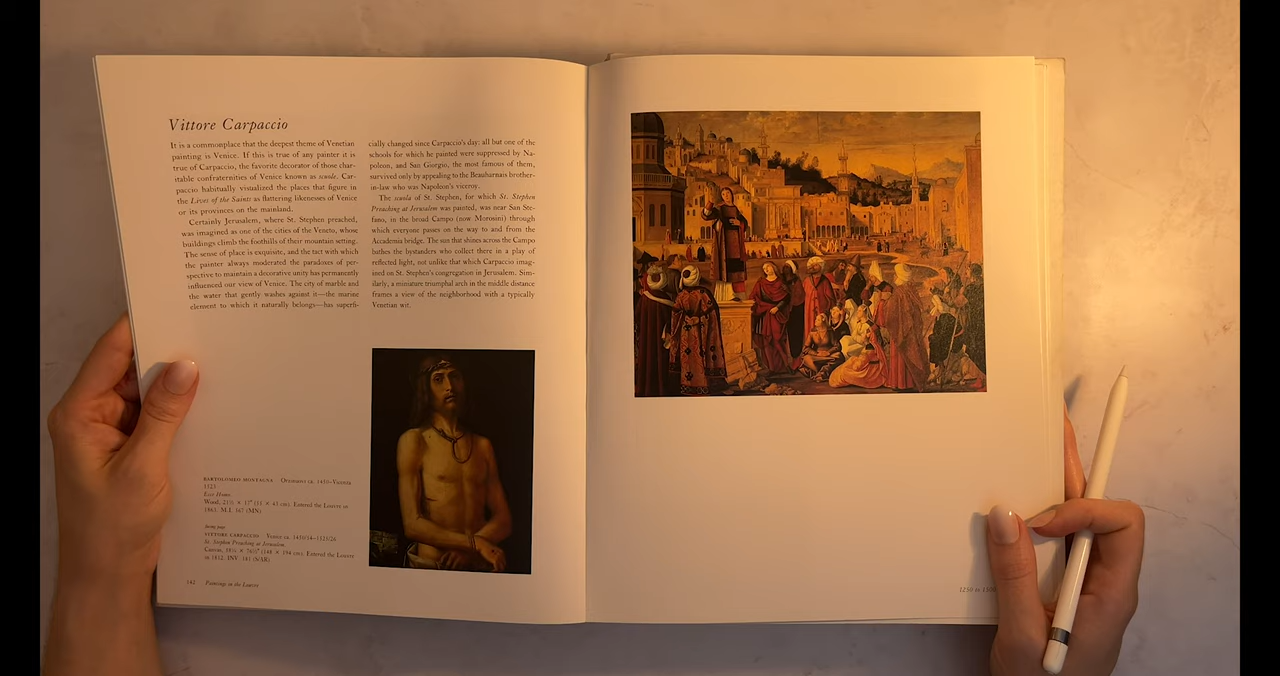 Vittore Carpaccio
It is a commonplace that the deepest theme of Venetian
painting is Venice. If this is true of any painter it is
true of Carpaccio, the favorite decorator of those char-
itable confraternities of Venice known as scuole. Car-
paccio habitually visualized the places that figure in
the Lives of the Saints as flattering likenesses of Venice
or its provinces on the mainland.
Certainly Jerusalem, where St. Stephen preached,
was imagined as one of the cities of the Veneto, whose
buildings climb the foothills of their mountain setting.
The sense of place is exquisite, and the tact with which
the painter always moderated the paradoxes of per-
spective to maintain a decorative unity has permanently
influenced our view of Venice. The city of marble and
the water that gently washes against it—the marine
element to which it naturally belongs—has superfi-
cially changed since Carpaccio's day: all but one of the
schools for which he painted were suppressed by Na-
poleon, and San Giorgio, the most famous of them,
survived only by appealing to the Beauharnais brother-
in-law who was Napoleon's viceroy.
The scuola of St. Stephen, for which St. Stephen
Preaching at Jerusalem was painted, was near San Ste-
fano, in the broad Campo (now Morosini) through
which everyone passes on the way to and from the
Accademia bridge. The sun that shines across the Campo
bathes the bystanders who collect there in a play of
reflected light, not unlike that which Carpaccio imag-
ined on St. Stephen's congregation in Jerusalem. Sim-
ilarly, a miniature triumphal arch in the middle distance
frames a view of the neighborhood with a typically
Venetian wit.
BARTOLOMEO MONTAGNA
Ecce Homo
Entered the Louvre in
facing page
VITTORE CARPACCIO
St. Stephen Preaching at Jerusalem
Entered the Louvre
142 Paintings in the Louvre
1250 to